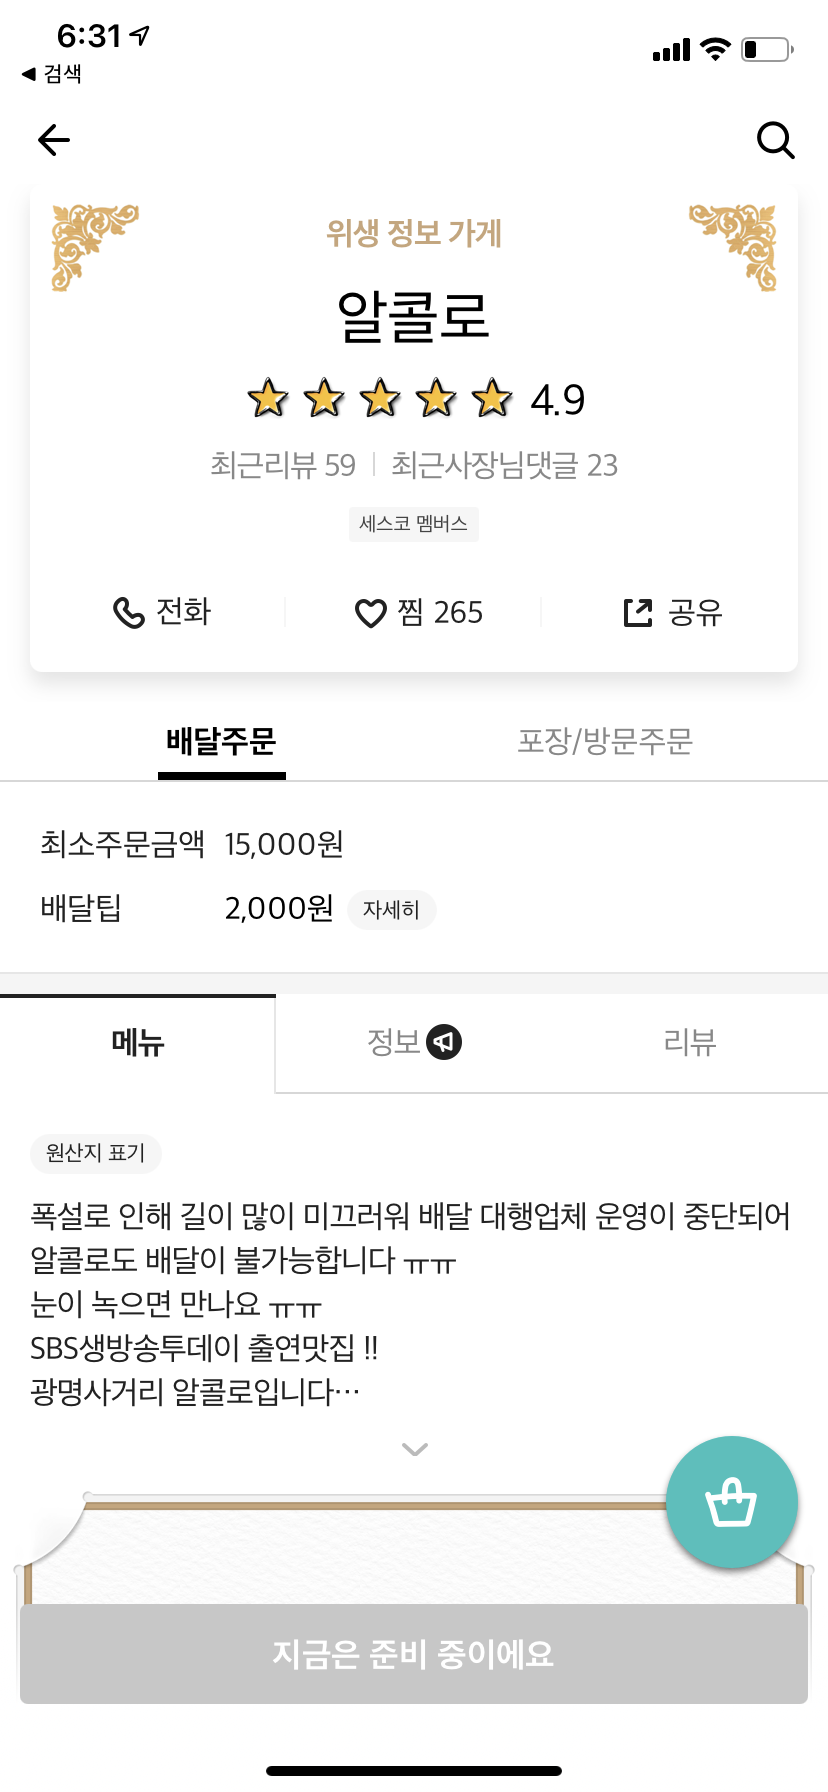 6:31
◀ 검색
위생 정보 가게
알콜로
4.9
최근리뷰 59 | 최근사장님댓글 23
세스코 멤버스
전화
찜 265
공유
배달주문
포장/방문주문
최소주문금액 15,000원
배달팁 2,000원 자세히
메뉴
정보
리뷰
원산지 표기
폭설로 인해 길이 많이 미끄러워 배달 대행업체 운영이 중단되어
알콜로도 배달이 불가능합니다 ㅠㅠ
눈이 녹으면 만나요 ㅠㅠ
SBS생방송투데이 출연맛집 !!
광명사거리 알콜로입니다…
지금은 준비 중이에요